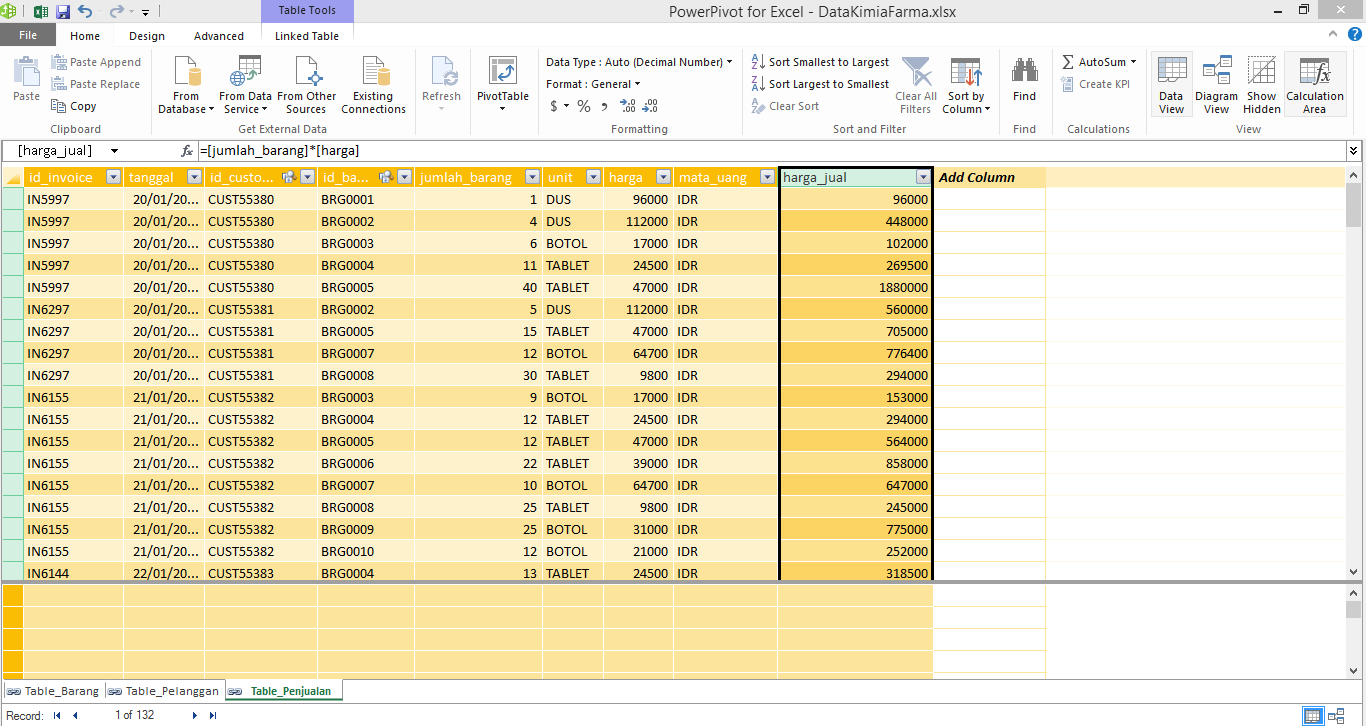 Table Tools
PowerPivot for Excel - DataKimiaFarma.xlsx
File Home Design Advanced Linked Table
Paste
Paste Append
Paste Replace
Copy
Clipboard
From Database
From Data Service
From Other Sources
Existing Connections
Get External Data
Refresh
PivotTable
Data Type : Auto (Decimal Number)
Format : General
$ % ,
Formatting
Sort Smallest to Largest
Sort Largest to Smallest
Clear Sort
Clear All Filters
Sort by Column
Sort and Filter
Find
Find
AutoSum
Create KPI
Calculations
Data View
Diagram View
Show Hidden
Calculation Area
View
[harga_jual] fx =[jumlah_barang]*[harga]
id_invoice tanggal id_custo... id_ba... jumlah_barang unit harga mata_uang harga_jual Add Column
IN5997 20/01/20... CUST55380 BRG0001 1 DUS 96000 IDR 96000
IN5997 20/01/20... CUST55380 BRG0002 4 DUS 112000 IDR 448000
IN5997 20/01/20... CUST55380 BRG0003 6 BOTOL 17000 IDR 102000
IN5997 20/01/20... CUST55380 BRG0004 11 TABLET 24500 IDR 269500
IN5997 20/01/20... CUST55380 BRG0005 40 TABLET 47000 IDR 1880000
IN6297 20/01/20... CUST55381 BRG0002 5 DUS 112000 IDR 560000
IN6297 20/01/20... CUST55381 BRG0005 15 TABLET 47000 IDR 705000
IN6297 20/01/20... CUST55381 BRG0007 12 BOTOL 64700 IDR 776400
IN6297 20/01/20... CUST55381 BRG0008 30 TABLET 9800 IDR 294000
IN6155 21/01/20... CUST55382 BRG0003 9 BOTOL 17000 IDR 153000
IN6155 21/01/20... CUST55382 BRG0004 12 TABLET 24500 IDR 294000
IN6155 21/01/20... CUST55382 BRG0005 12 TABLET 47000 IDR 564000
IN6155 21/01/20... CUST55382 BRG0006 22 TABLET 39000 IDR 858000
IN6155 21/01/20... CUST55382 BRG0007 10 BOTOL 64700 IDR 647000
IN6155 21/01/20... CUST55382 BRG0008 25 TABLET 9800 IDR 245000
IN6155 21/01/20... CUST55382 BRG0009 25 BOTOL 31000 IDR 775000
IN6155 21/01/20... CUST55382 BRG0010 12 BOTOL 21000 IDR 252000
IN6144 22/01/20... CUST55383 BRG0004 13 TABLET 24500 IDR 318500
Table_Barang Table_Pelanggan Table_Penjualan
Record: 1 of 132